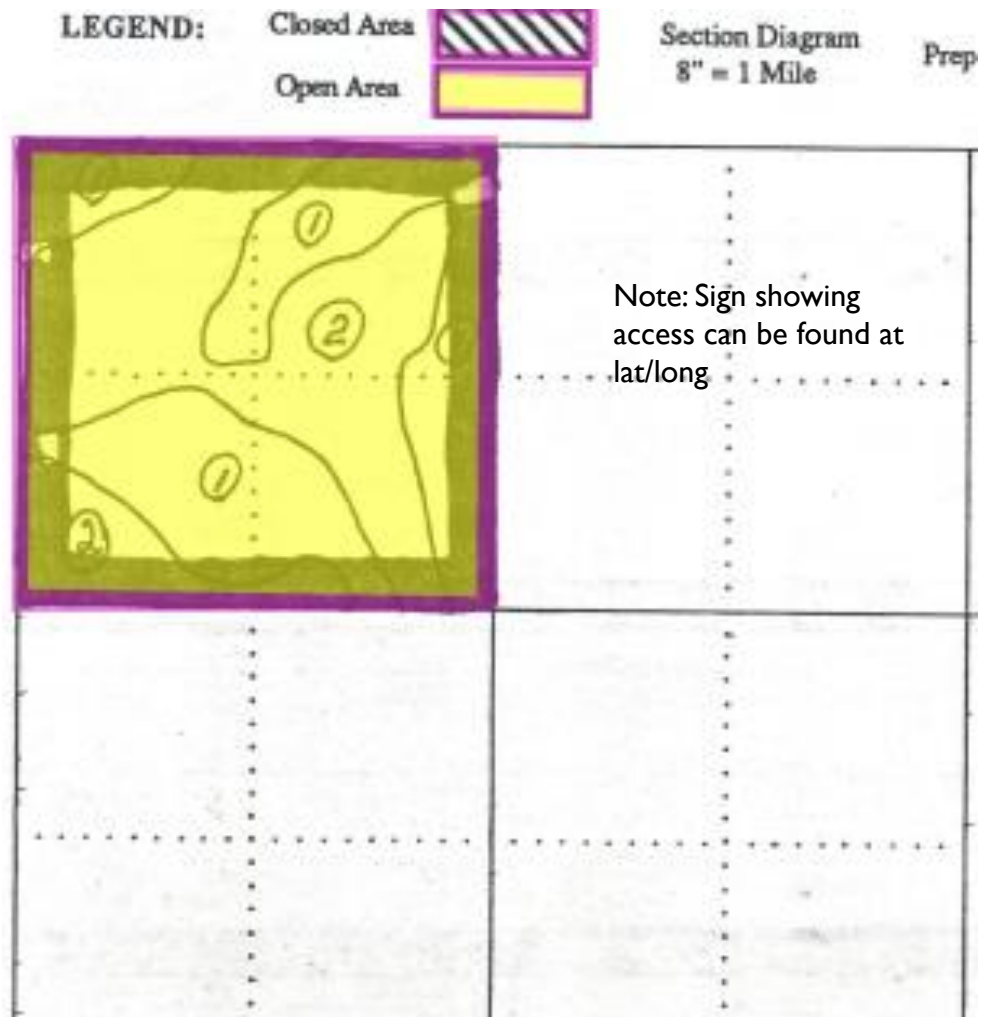 LEGEND:
Closed Area
Open Area
Section Diagram
8" = 1 Mile
Prep
1
2
Note: Sign showing
access can be found at
lat/long
1
2